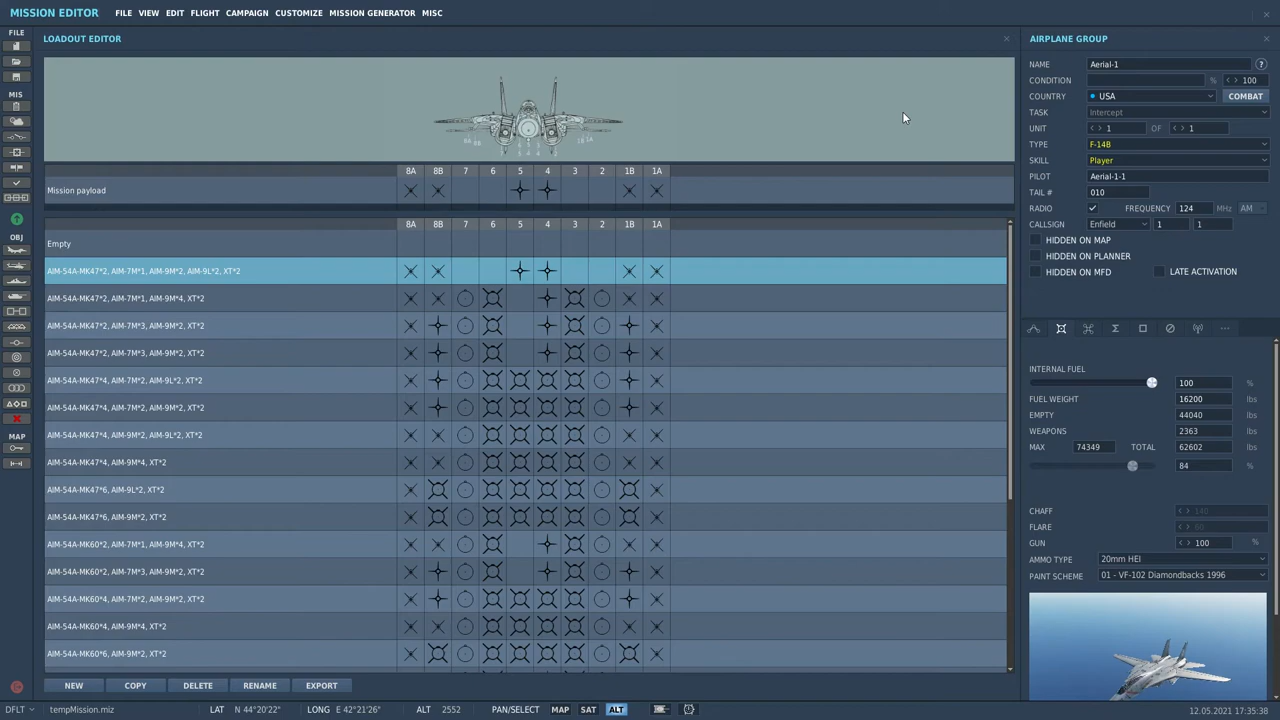 MISSION EDITOR FILE VIEW EDIT FLIGHT CAMPAIGN CUSTOMIZE MISSION GENERATOR MISC
FILE
MIS
OBJ
MAP
LOADOUT EDITOR
8A 8B 7 6 5 4 3 2 1B 1A
Mission payload
8A 8B 7 6 5 4 3 2 1B 1A
Empty
AIM-54A-MK47*2, AIM-7M*1, AIM-9M*2, AIM-9L*2, XT*2
AIM-54A-MK47*2, AIM-7M*1, AIM-9M*4, XT*2
AIM-54A-MK47*2, AIM-7M*3, AIM-9M*2, XT*2
AIM-54A-MK47*2, AIM-7M*3, AIM-9M*2, XT*2
AIM-54A-MK47*4, AIM-7M*2, AIM-9L*2, XT*2
AIM-54A-MK47*4, AIM-7M*2, AIM-9M*2, XT*2
AIM-54A-MK47*4, AIM-9M*2, AIM-9L*2, XT*2
AIM-54A-MK47*4, AIM-9M*4, XT*2
AIM-54A-MK47*6, AIM-9L*2, XT*2
AIM-54A-MK47*6, AIM-9M*2, XT*2
AIM-54A-MK60*2, AIM-7M*1, AIM-9M*4, XT*2
AIM-54A-MK60*2, AIM-7M*3, AIM-9M*2, XT*2
AIM-54A-MK60*4, AIM-7M*2, AIM-9M*2, XT*2
AIM-54A-MK60*4, AIM-9M*4, XT*2
AIM-54A-MK60*6, AIM-9M*2, XT*2
NEW COPY DELETE RENAME EXPORT
AIRPLANE GROUP
NAME Aerial-1 ?
CONDITION % 100
COUNTRY USA COMBAT
TASK Intercept
UNIT 1 OF 1
TYPE F-14B
SKILL Player
PILOT Aerial-1-1
TAIL # 010
RADIO FREQUENCY 124 MHz AM
CALLSIGN Enfield 1 1
HIDDEN ON MAP
HIDDEN ON PLANNER
HIDDEN ON MFD LATE ACTIVATION
INTERNAL FUEL
100 %
FUEL WEIGHT 16200 lbs
EMPTY 44040 lbs
WEAPONS 2363 lbs
MAX 74349 TOTAL 62602 lbs
84 %
CHAFF 140
FLARE 60
GUN 100 %
AMMO TYPE 20mm HEI
PAINT SCHEME 01 - VF-102 Diamondbacks 1996
DFLT tempMission.miz LAT N 44°20'22" LONG E 42°21'26" ALT 2552 PAN/SELECT MAP SAT ALT 12.05.2021 17:35:38